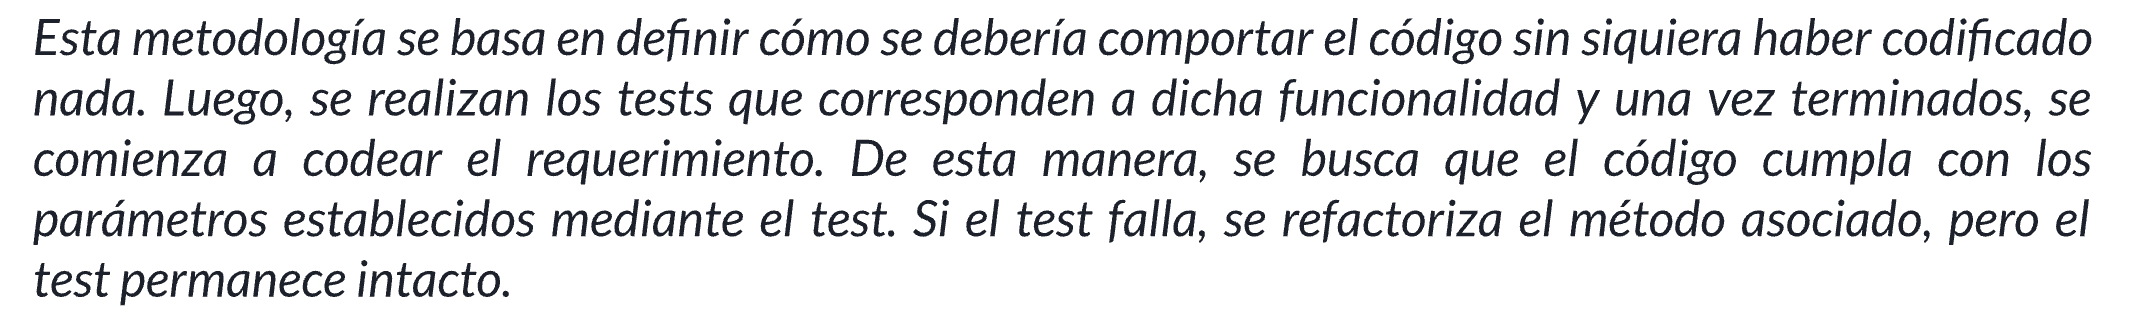 Esta metodología se basa en definir cómo se debería comportar el código sin siquiera haber codificado
nada. Luego, se realizan los tests que corresponden a dicha funcionalidad y una vez terminados, se
comienza a codear el requerimiento. De esta manera, se busca que el código cumpla con los
parámetros establecidos mediante el test. Si el test falla, se refactoriza el método asociado, pero el
test permanece intacto.